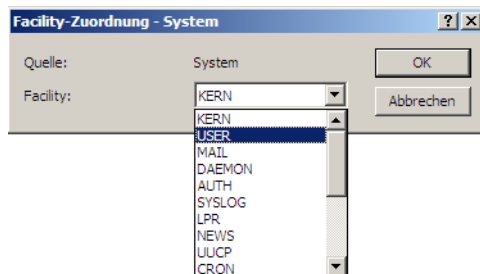 Facility-Zuordnung - System
Quelle: System OK
Facility: KERN Abbrechen
KERN
USER
MAIL
DAEMON
AUTH
SYSLOG
LPR
NEWS
UUCP
CRON